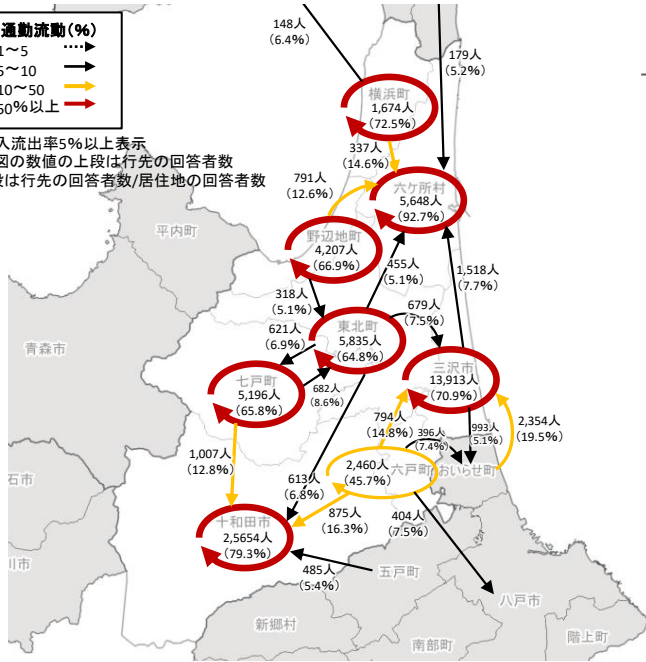 通勤流動(%)
1～5
5～10
10～50
50%以上
入流出率5%以上表示
図の数値の上段は行先の回答者数
段は行先の回答者数/居住地の回答者数
148人
(6.4%)
179人
(5.2%)
横浜町
1,674人
(72.5%)
337人
(14.6%)
791人
(12.6%)
六ケ所村
5,648人
(92.7%)
平内町
野辺地町
4,207人
(66.9%)
455人
(5.1%)
1,518人
(7.7%)
318人
(5.1%)
679人
(7.5%)
621人
(6.9%)
東北町
5,835人
(64.8%)
青森市
三沢市
13,913人
(70.9%)
七戸町
5,196人
(65.8%)
682人
(8.6%)
794人
(14.8%)
396人
(7.4%)
993人
(5.1%)
2,354人
(19.5%)
1,007人
(12.8%)
2,460人
(45.7%)
六戸町
おいらせ町
石市
613人
(6.8%)
875人
(16.3%)
404人
(7.5%)
十和田市
2,5654人
(79.3%)
川市
485人
(5.4%)
五戸町
八戸市
新郷村
南部町
階上町